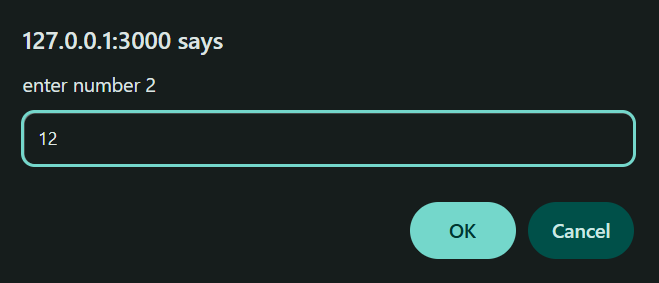 127.0.0.1:3000 says
enter number 2
12
OK Cancel